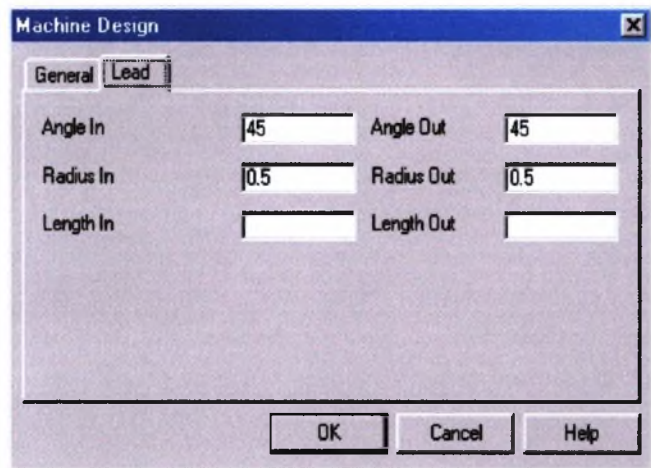 Machine Design
General Lead
Angle In 45 Angle Out 45
Radius In 0.5 Radius Out 0.5
Length In Length Out
OK Cancel Help